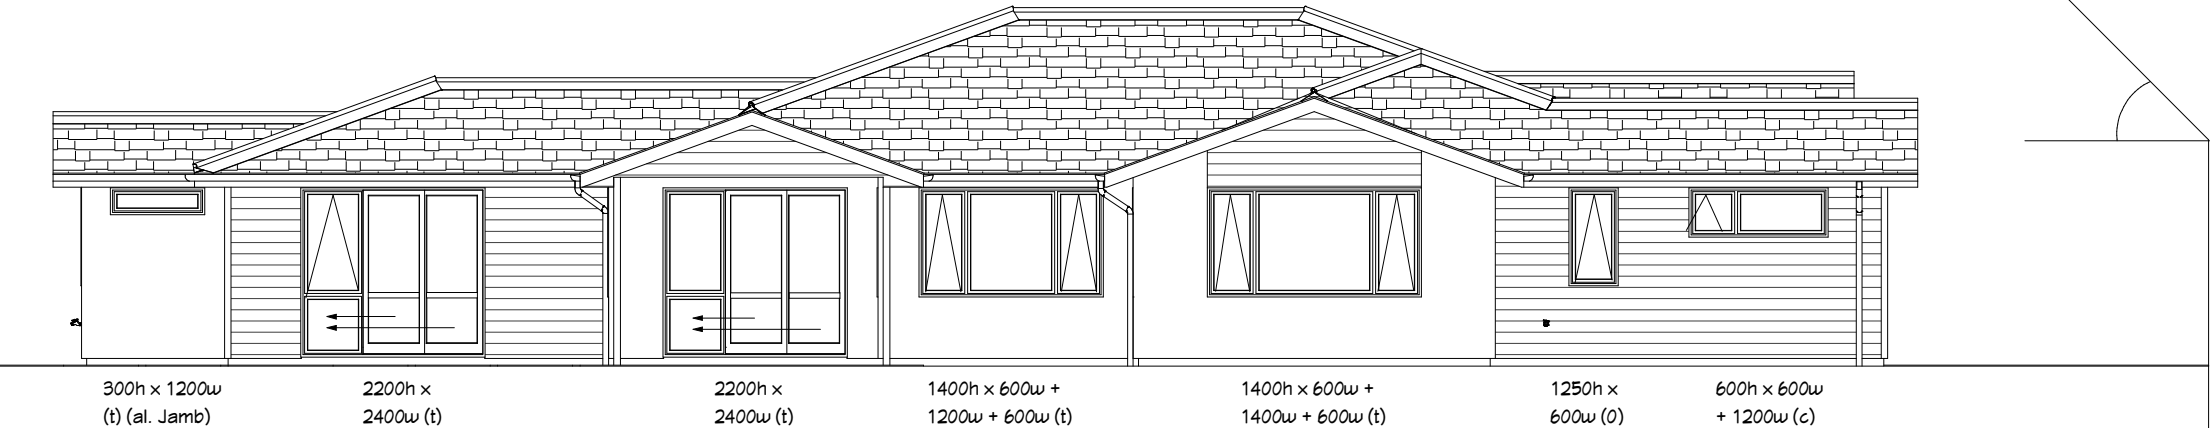 300h x 1200w
(t) (al. Jamb)
2200h x
2400w (t)
2200h x
2400w (t)
1400h x 600w +
1200w + 600w (t)
1400h x 600w +
1400w + 600w (t)
1250h x
600w (0)
600h x 600w
+ 1200w (c)